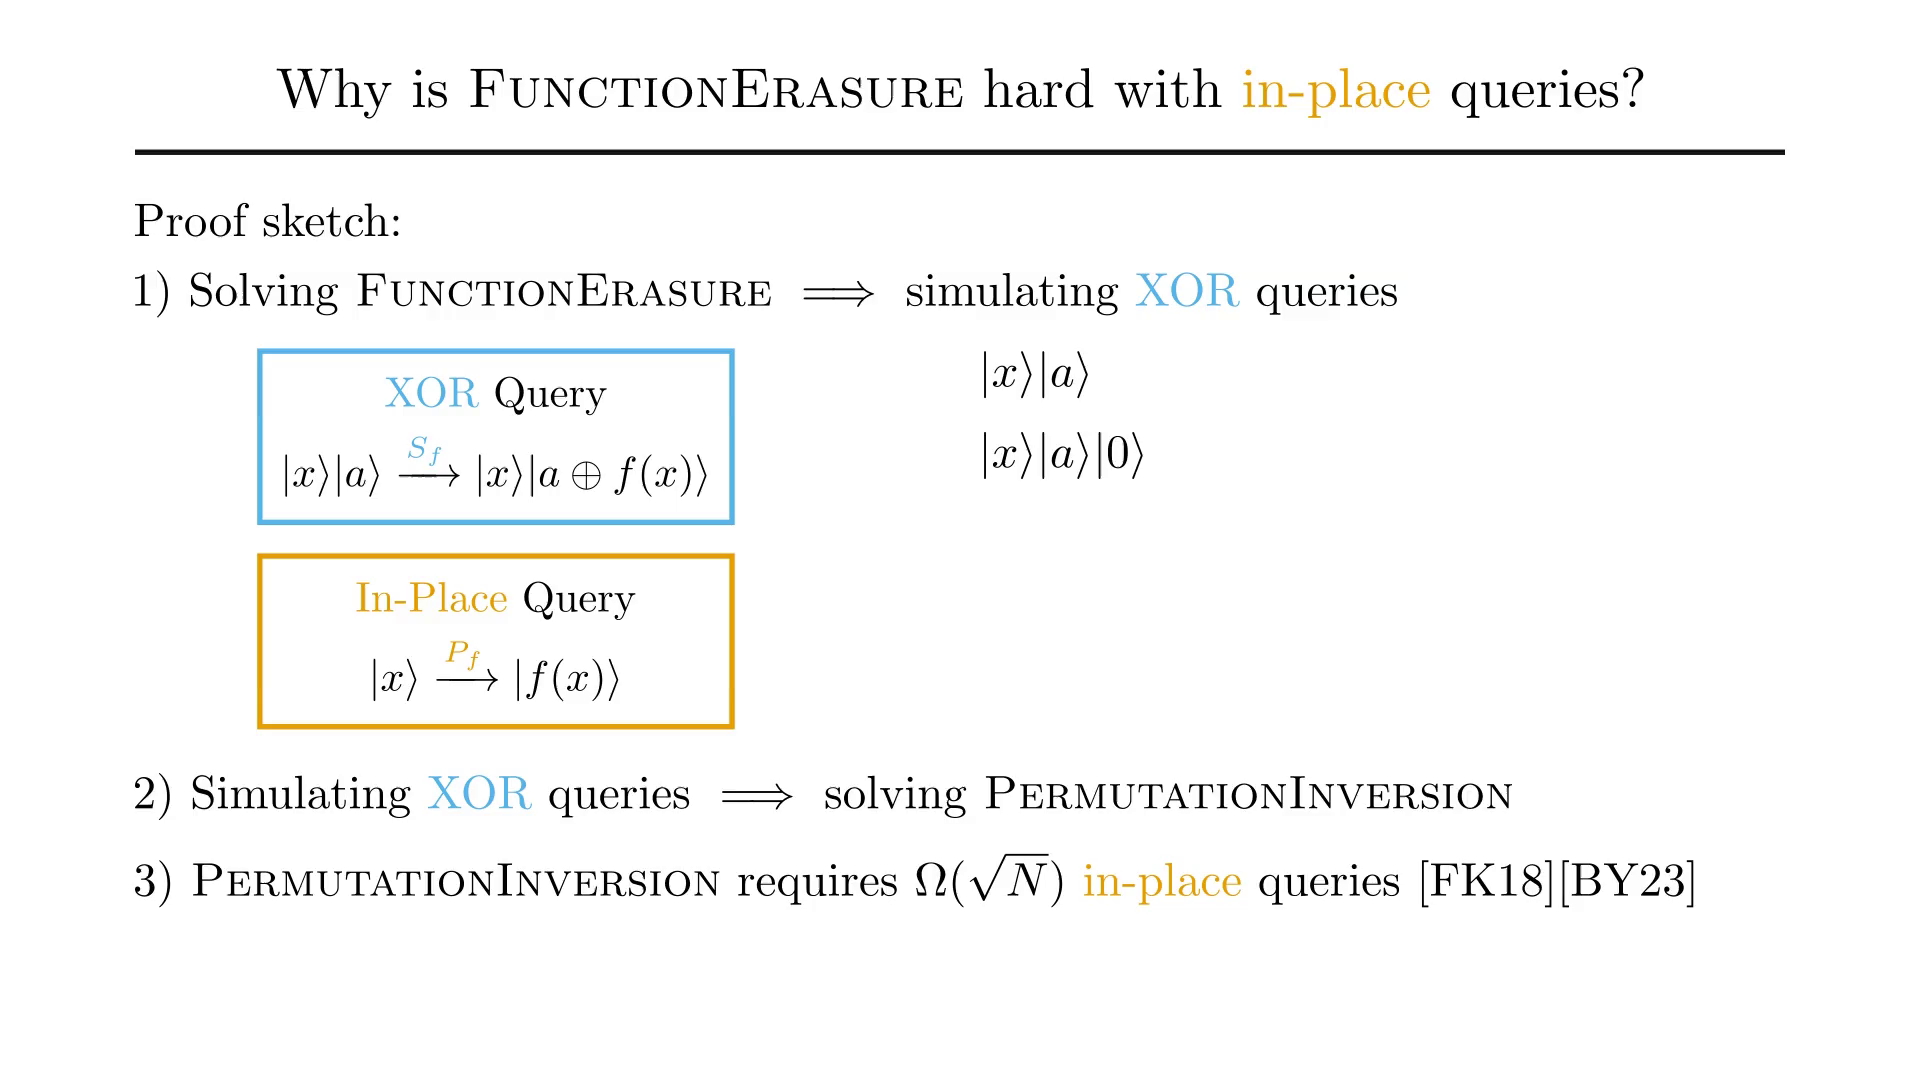 Why is FunctionErasure hard with in-place queries?
Proof sketch:
1) Solving FunctionErasure ⟹ simulating XOR queries
XOR Query
|x⟩|a⟩ —S_f→ |x⟩|a ⊕ f(x)⟩
|x⟩|a⟩
|x⟩|a⟩|0⟩
In-Place Query
|x⟩ —P_f→ |f(x)⟩
2) Simulating XOR queries ⟹ solving PermutationInversion
3) PermutationInversion requires Ω(√N) in-place queries [FK18][BY23]